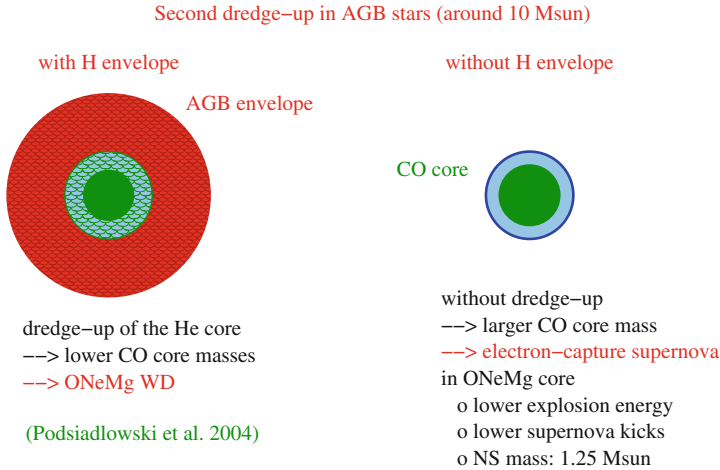 Second dredge−up in AGB stars (around 10 Msun)
with H envelope
AGB envelope
dredge−up of the He core
−−> lower CO core masses
−−> ONeMg WD
(Podsiadlowski et al. 2004)
without H envelope
CO core
without dredge−up
−−> larger CO core mass
−−> electron−capture supernova
in ONeMg core
o lower explosion energy
o lower supernova kicks
o NS mass: 1.25 Msun